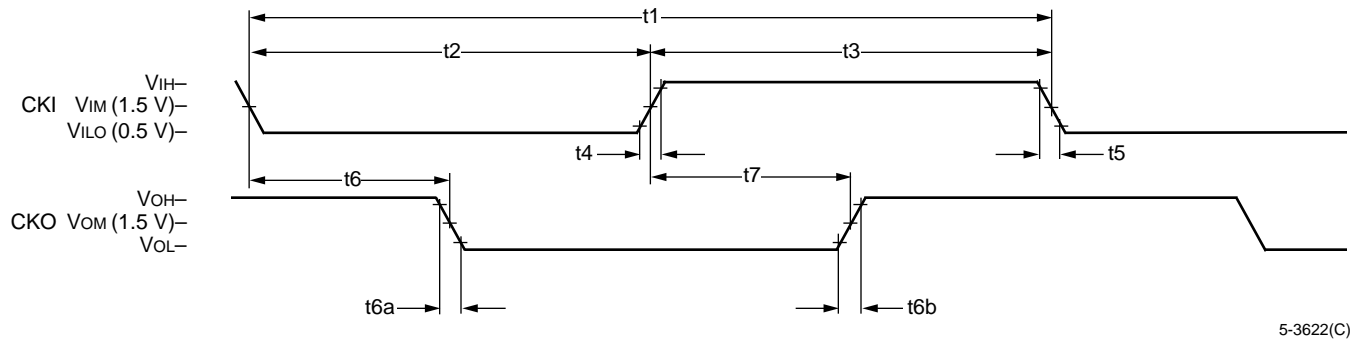 t1
t2
t3
VIH–
CKI VIM (1.5 V)–
VILO (0.5 V)–
t4
t5
t6
t7
VOH–
CKO VOM (1.5 V)–
VOL–
t6a
t6b
5-3622(C)